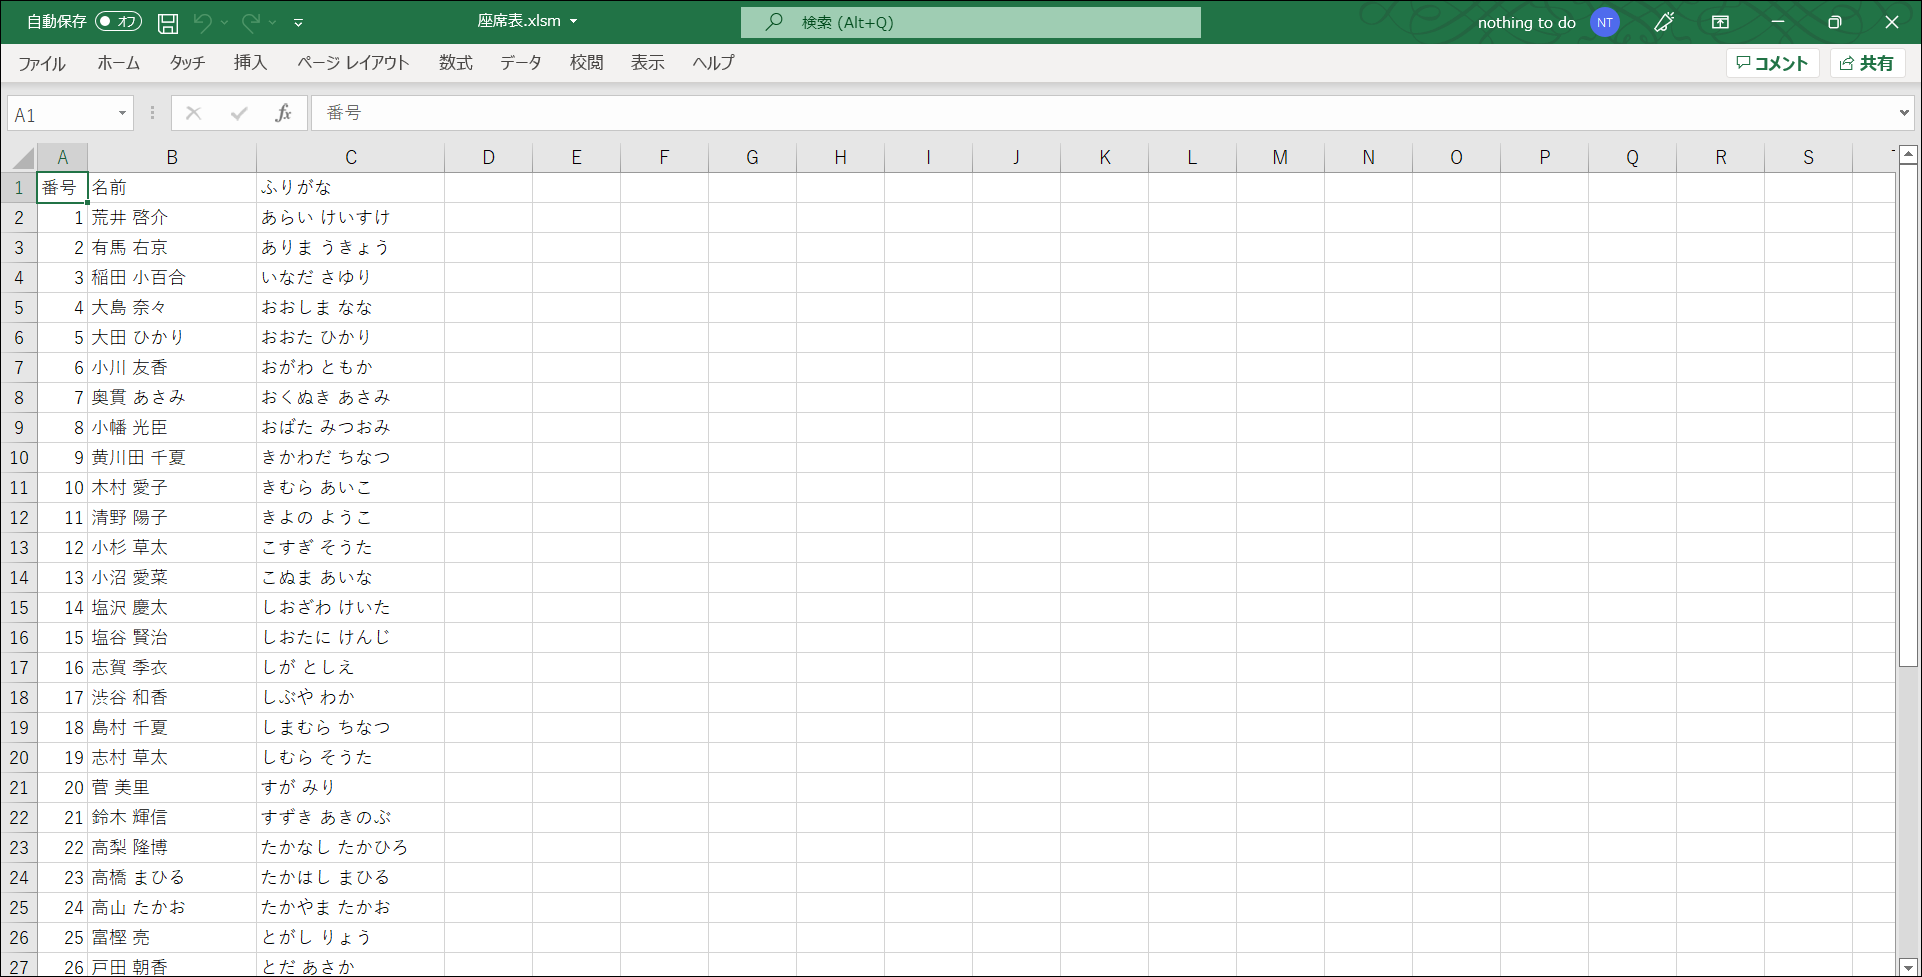 自動保存 オフ 座席表.xlsm 検索 (Alt+Q) nothing to do NT
ファイル ホーム タッチ 挿入 ページ レイアウト 数式 データ 校閲 表示 ヘルプ コメント 共有
A1 fx 番号
A B C D E F G H I J K L M N O P Q R S
1 番号 名前 ふりがな
2 1 荒井 啓介 あらい けいすけ
3 2 有馬 右京 ありま うきょう
4 3 稲田 小百合 いなだ さゆり
5 4 大島 奈々 おおしま なな
6 5 大田 ひかり おおた ひかり
7 6 小川 友香 おがわ ともか
8 7 奥貫 あさみ おくぬき あさみ
9 8 小幡 光臣 おばた みつおみ
10 9 黄川田 千夏 きかわだ ちなつ
11 10 木村 愛子 きむら あいこ
12 11 清野 陽子 きよの ようこ
13 12 小杉 草太 こすぎ そうた
14 13 小沼 愛菜 こぬま あいな
15 14 塩沢 慶太 しおざわ けいた
16 15 塩谷 賢治 しおたに けんじ
17 16 志賀 季衣 しが としえ
18 17 渋谷 和香 しぶや わか
19 18 島村 千夏 しまむら ちなつ
20 19 志村 草太 しむら そうた
21 20 菅 美里 すが みり
22 21 鈴木 輝信 すずき あきのぶ
23 22 高梨 隆博 たかなし たかひろ
24 23 高橋 まひる たかはし まひる
25 24 高山 たかお たかやま たかお
26 25 富樫 亮 とがし りょう
27 26 戸田 朝香 とだ あさか